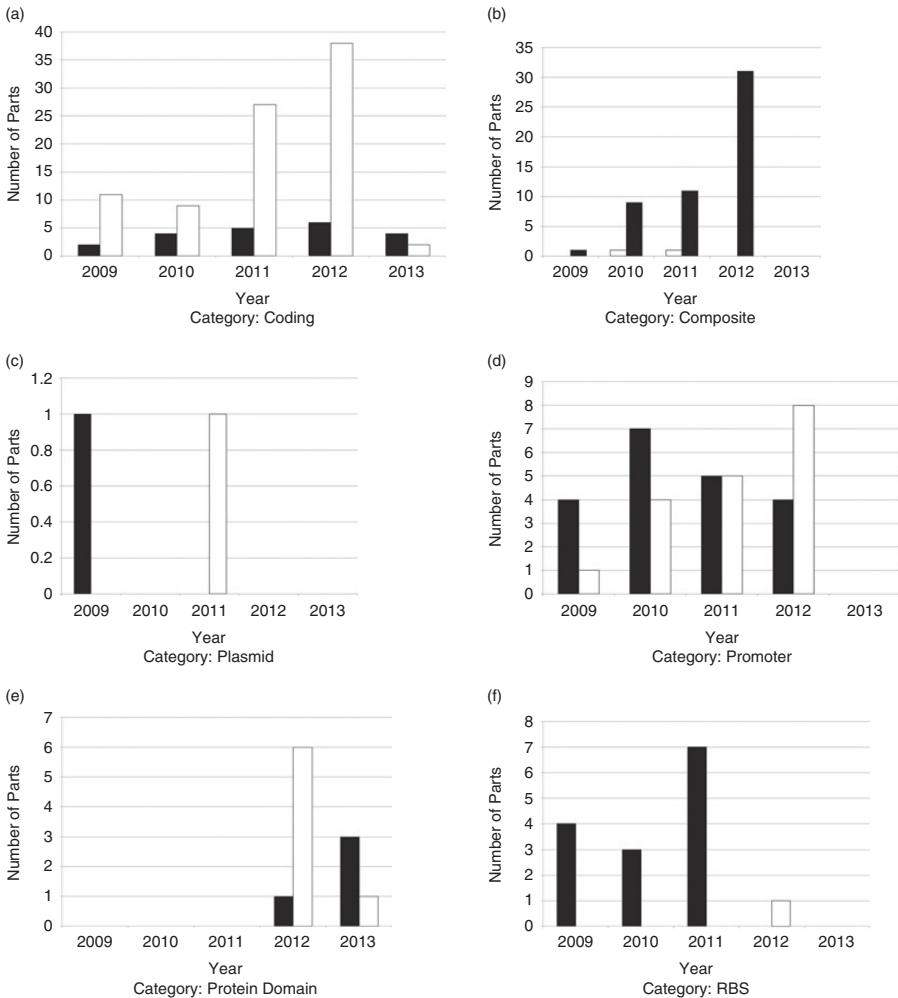 (a)
40
35
30
25
20
15
10
5
0
Number of Parts
2009 2010 2011 2012 2013
Year
Category: Coding
(b)
35
30
25
20
15
10
5
0
Number of Parts
2009 2010 2011 2012 2013
Year
Category: Composite
(c)
1.2
1
0.8
0.6
0.4
0.2
0
Number of Parts
2009 2010 2011 2012 2013
Year
Category: Plasmid
(d)
9
8
7
6
5
4
3
2
1
0
Number of Parts
2009 2010 2011 2012 2013
Year
Category: Promoter
(e)
7
6
5
4
3
2
1
0
Number of Parts
2009 2010 2011 2012 2013
Year
Category: Protein Domain
(f)
8
7
6
5
4
3
2
1
0
Number of Parts
2009 2010 2011 2012 2013
Year
Category: RBS